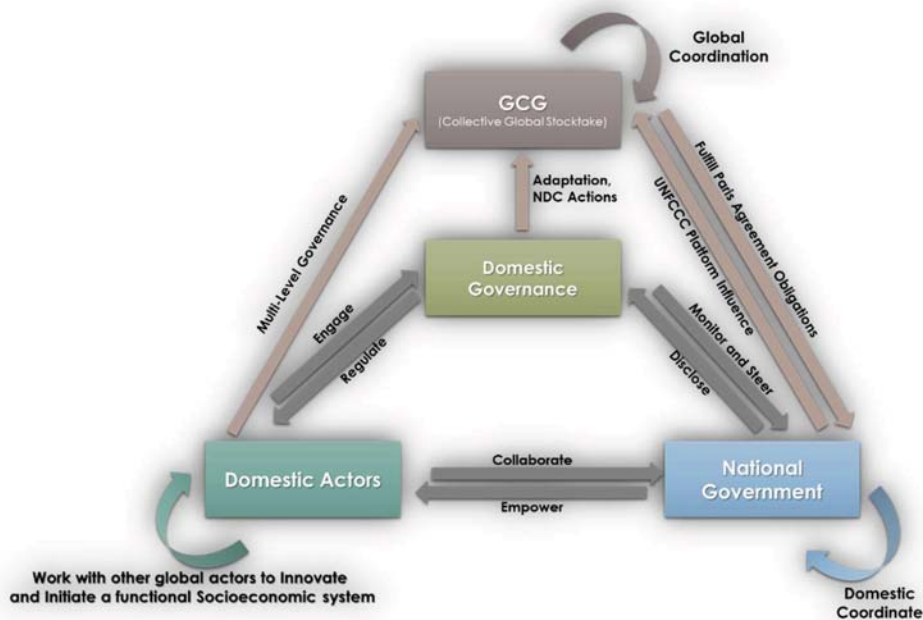 Global
Coordination
GCG
(Collective Global Stocktake)
Multi-Level Governance
Adaptation,
NDC Actions
UNFCCC Platform Influence
Fulfill Paris Agreement Obligations
Domestic
Governance
Engage
Regulate
Monitor and Steer
Disclose
Domestic Actors
Collaborate
Empower
National
Government
Work with other global actors to Innovate
and Initiate a functional Socioeconomic system
Domestic
Coordinate